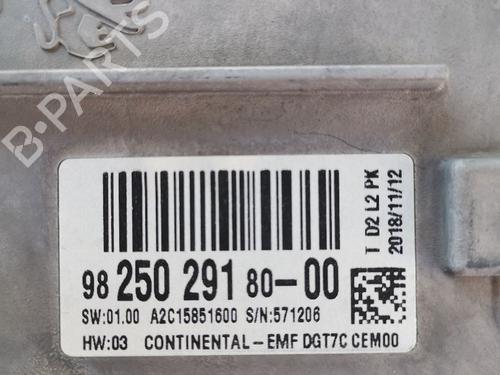 B-PARTS
98 250 291 80-00
SW:01.00 A2C15851600 S/N:571206
HW:03 CONTINENTAL-EMF DGT7C CEM00
T D2 L2 PK
2018/11/12